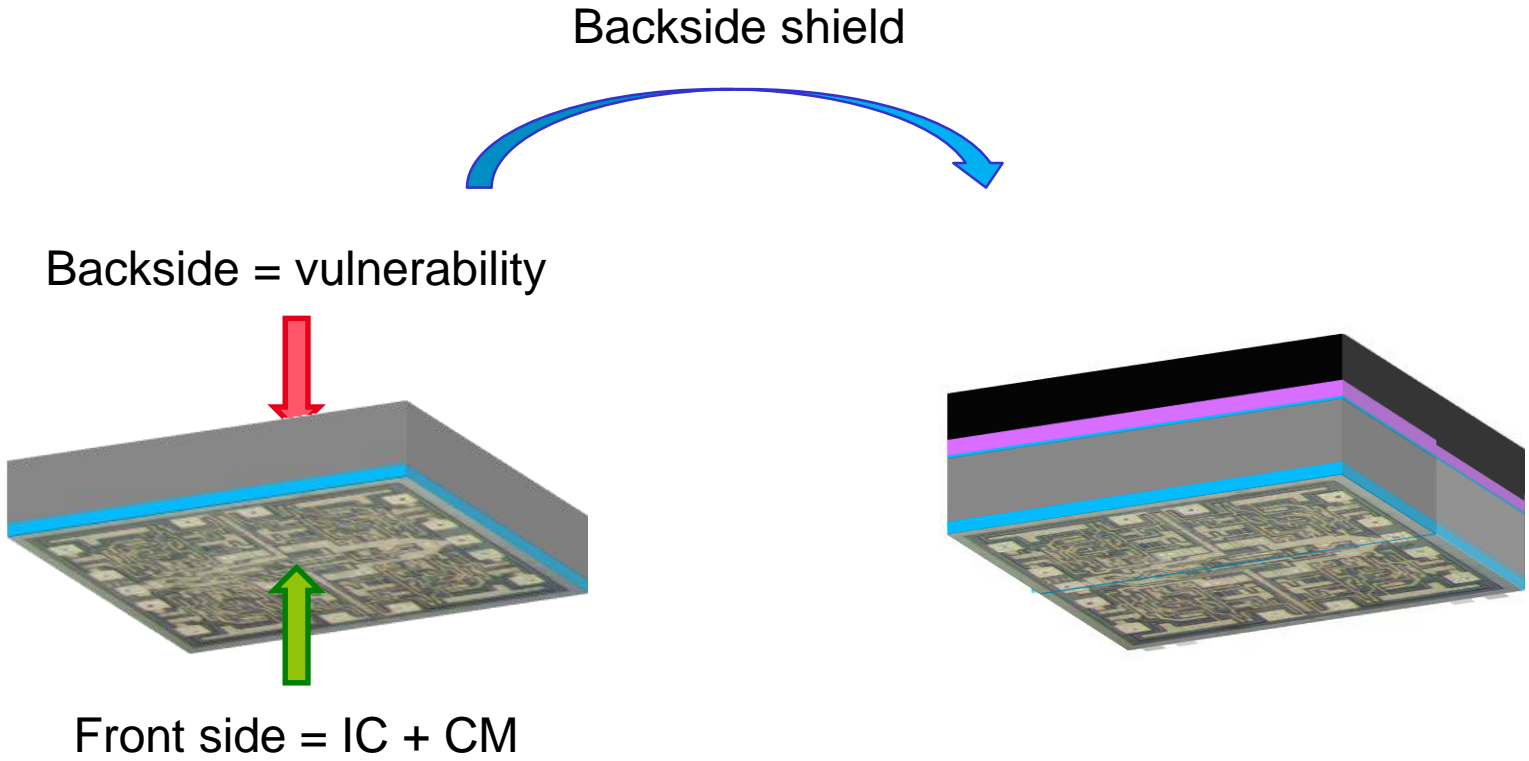 Backside shield
Backside = vulnerability
Front side = IC + CM